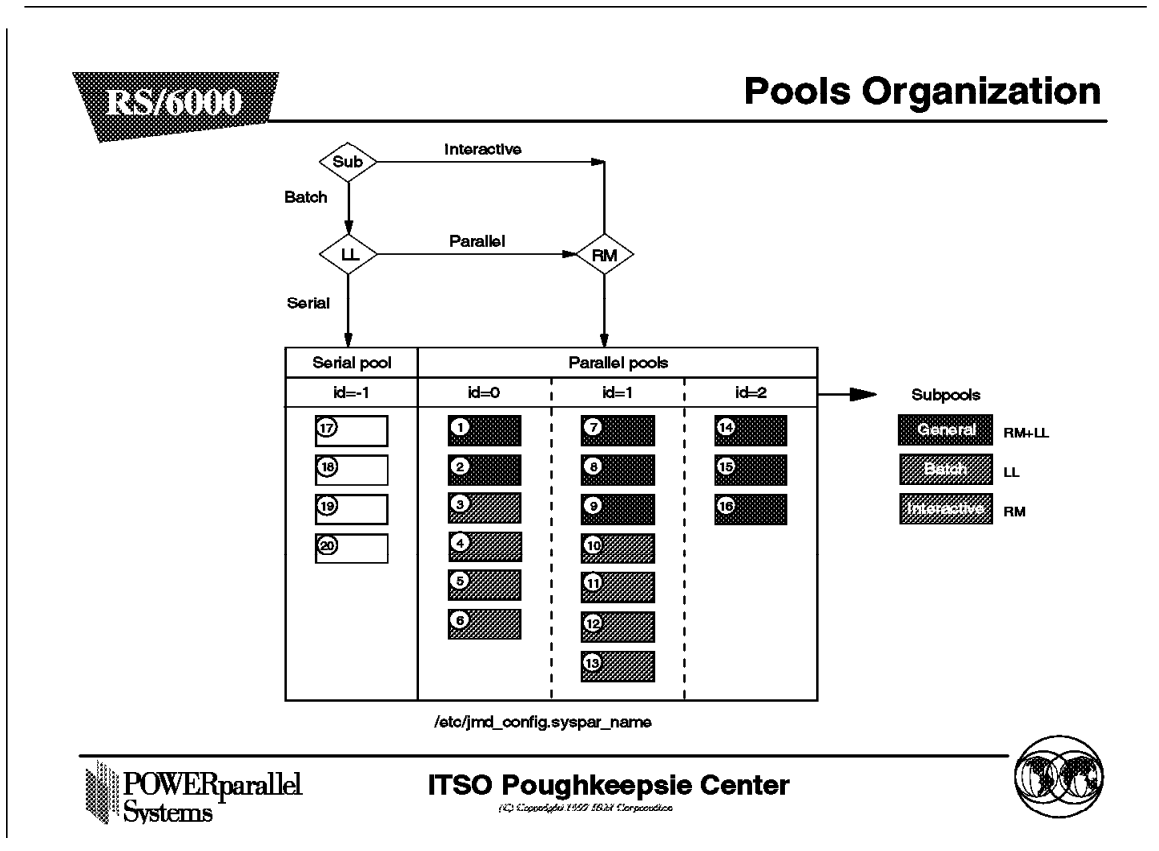 RS/6000
Pools Organization
Sub
Interactive
Batch
LL
Parallel
RM
Serial
Serial pool
Parallel pools
id=-1
id=0
id=1
id=2
Subpools
17
1
7
14
General
RM+LL
18
2
8
15
Batch
LL
19
3
9
16
Interactive
RM
20
4
10
5
11
6
12
13
/etc/jmd_config.syspar_name
POWERparallel
Systems
ITSO Poughkeepsie Center
(C) Copyright IBM Corporation